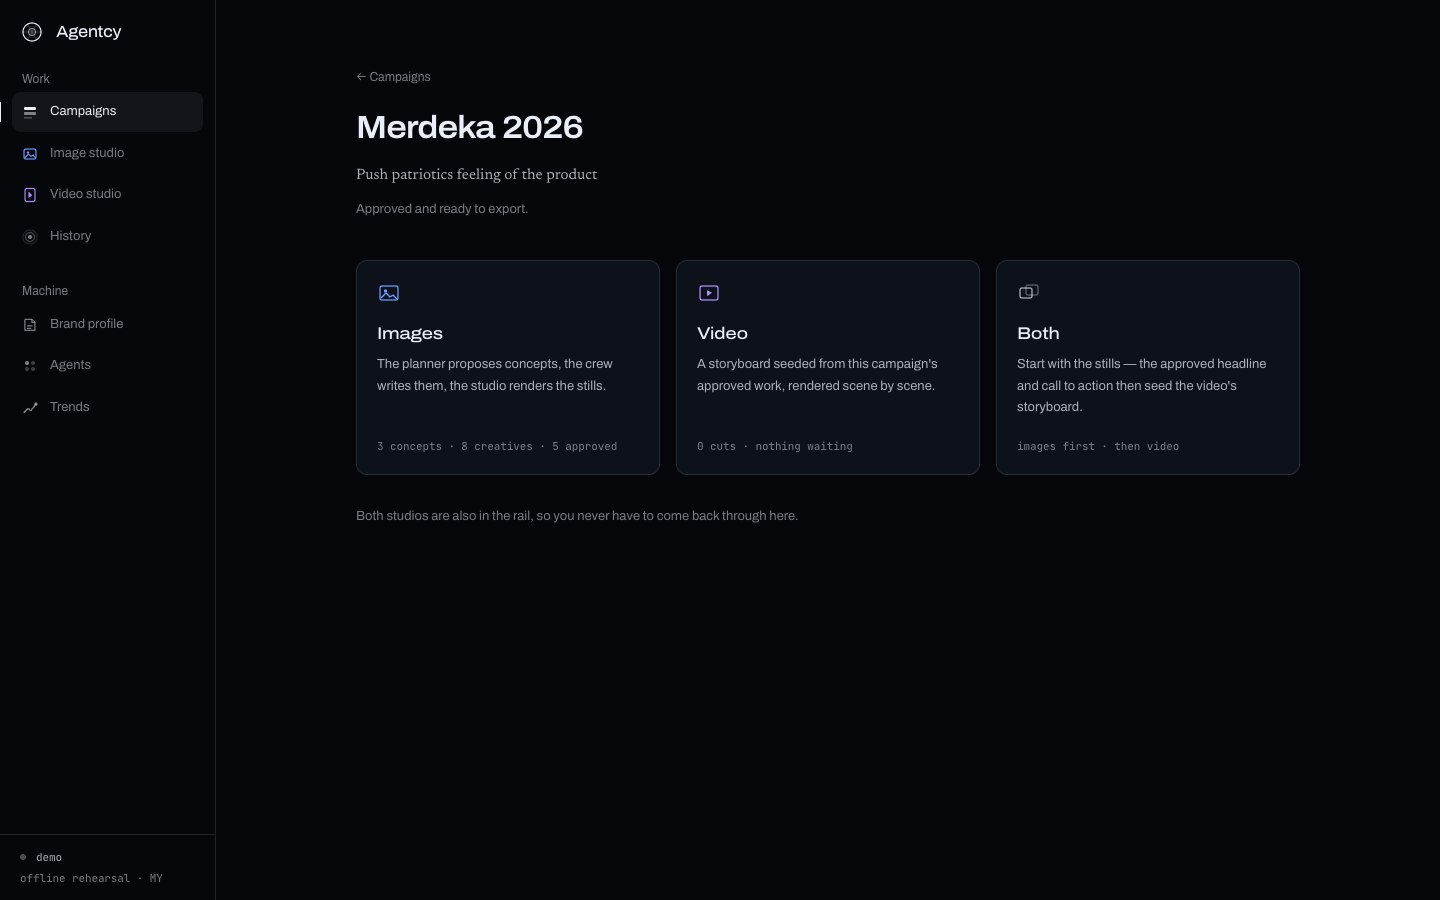 Agentcy
Work
Campaigns
Image studio
Video studio
History
Machine
Brand profile
Agents
Trends
demo
offline rehearsal · MY
← Campaigns
Merdeka 2026
Push patriotics feeling of the product
Approved and ready to export.
Images
The planner proposes concepts, the crew
writes them, the studio renders the stills.
3 concepts · 8 creatives · 5 approved
Video
A storyboard seeded from this campaign's
approved work, rendered scene by scene.
0 cuts · nothing waiting
Both
Start with the stills — the approved headline
and call to action then seed the video's
storyboard.
images first · then video
Both studios are also in the rail, so you never have to come back through here.